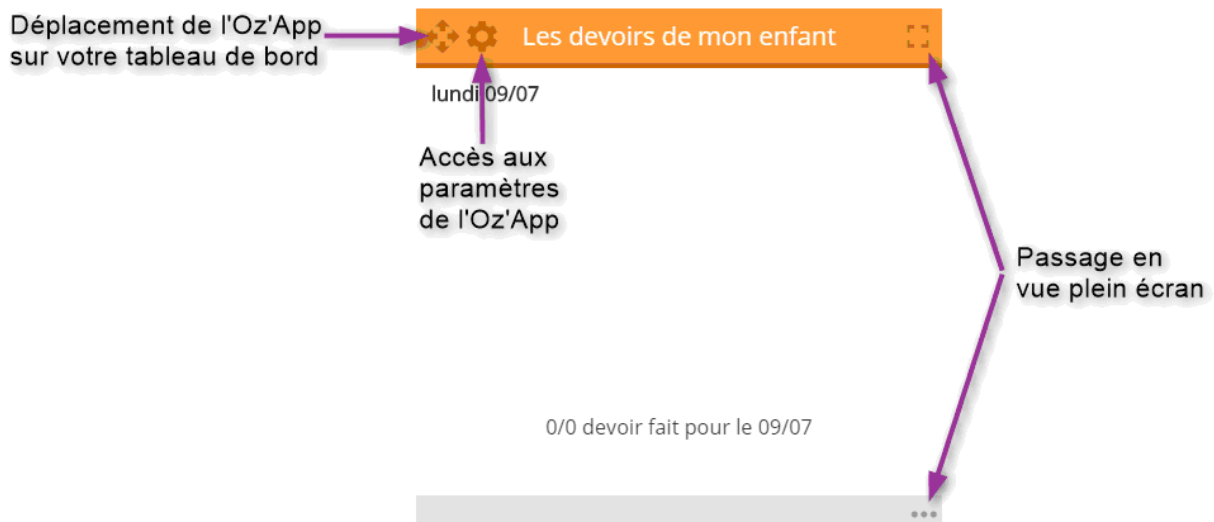 Déplacement de l'Oz'App
sur votre tableau de bord
Les devoirs de mon enfant
lundi 09/07
Accès aux
paramètres
de l'Oz'App
Passage en
vue plein écran
0/0 devoir fait pour le 09/07